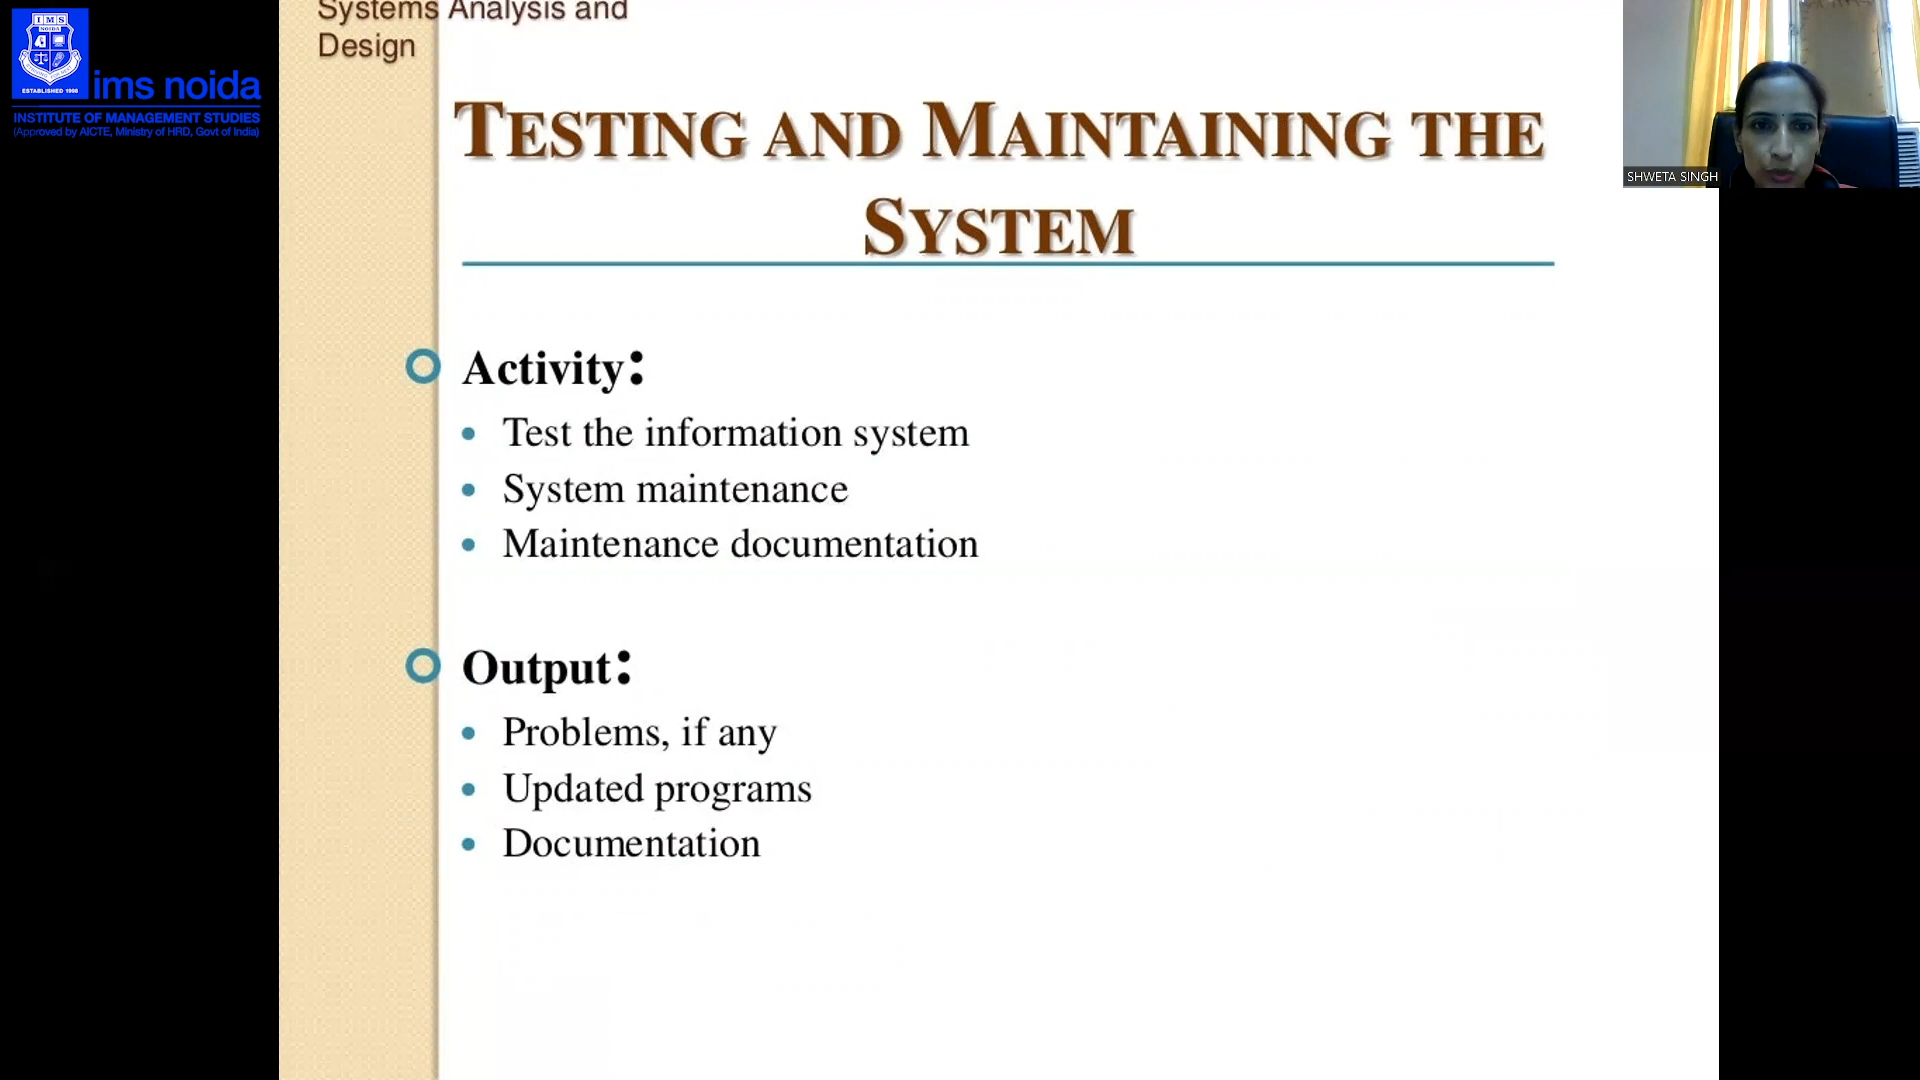 Systems Analysis and
Design
IMS
NOIDA
ESTABLISHED 1998
ims noida
INSTITUTE OF MANAGEMENT STUDIES
(Approved by AICTE, Ministry of HRD, Govt of India)
TESTING AND MAINTAINING THE
SYSTEM
SHWETA SINGH
Activity:
• Test the information system
• System maintenance
• Maintenance documentation
Output:
• Problems, if any
• Updated programs
• Documentation